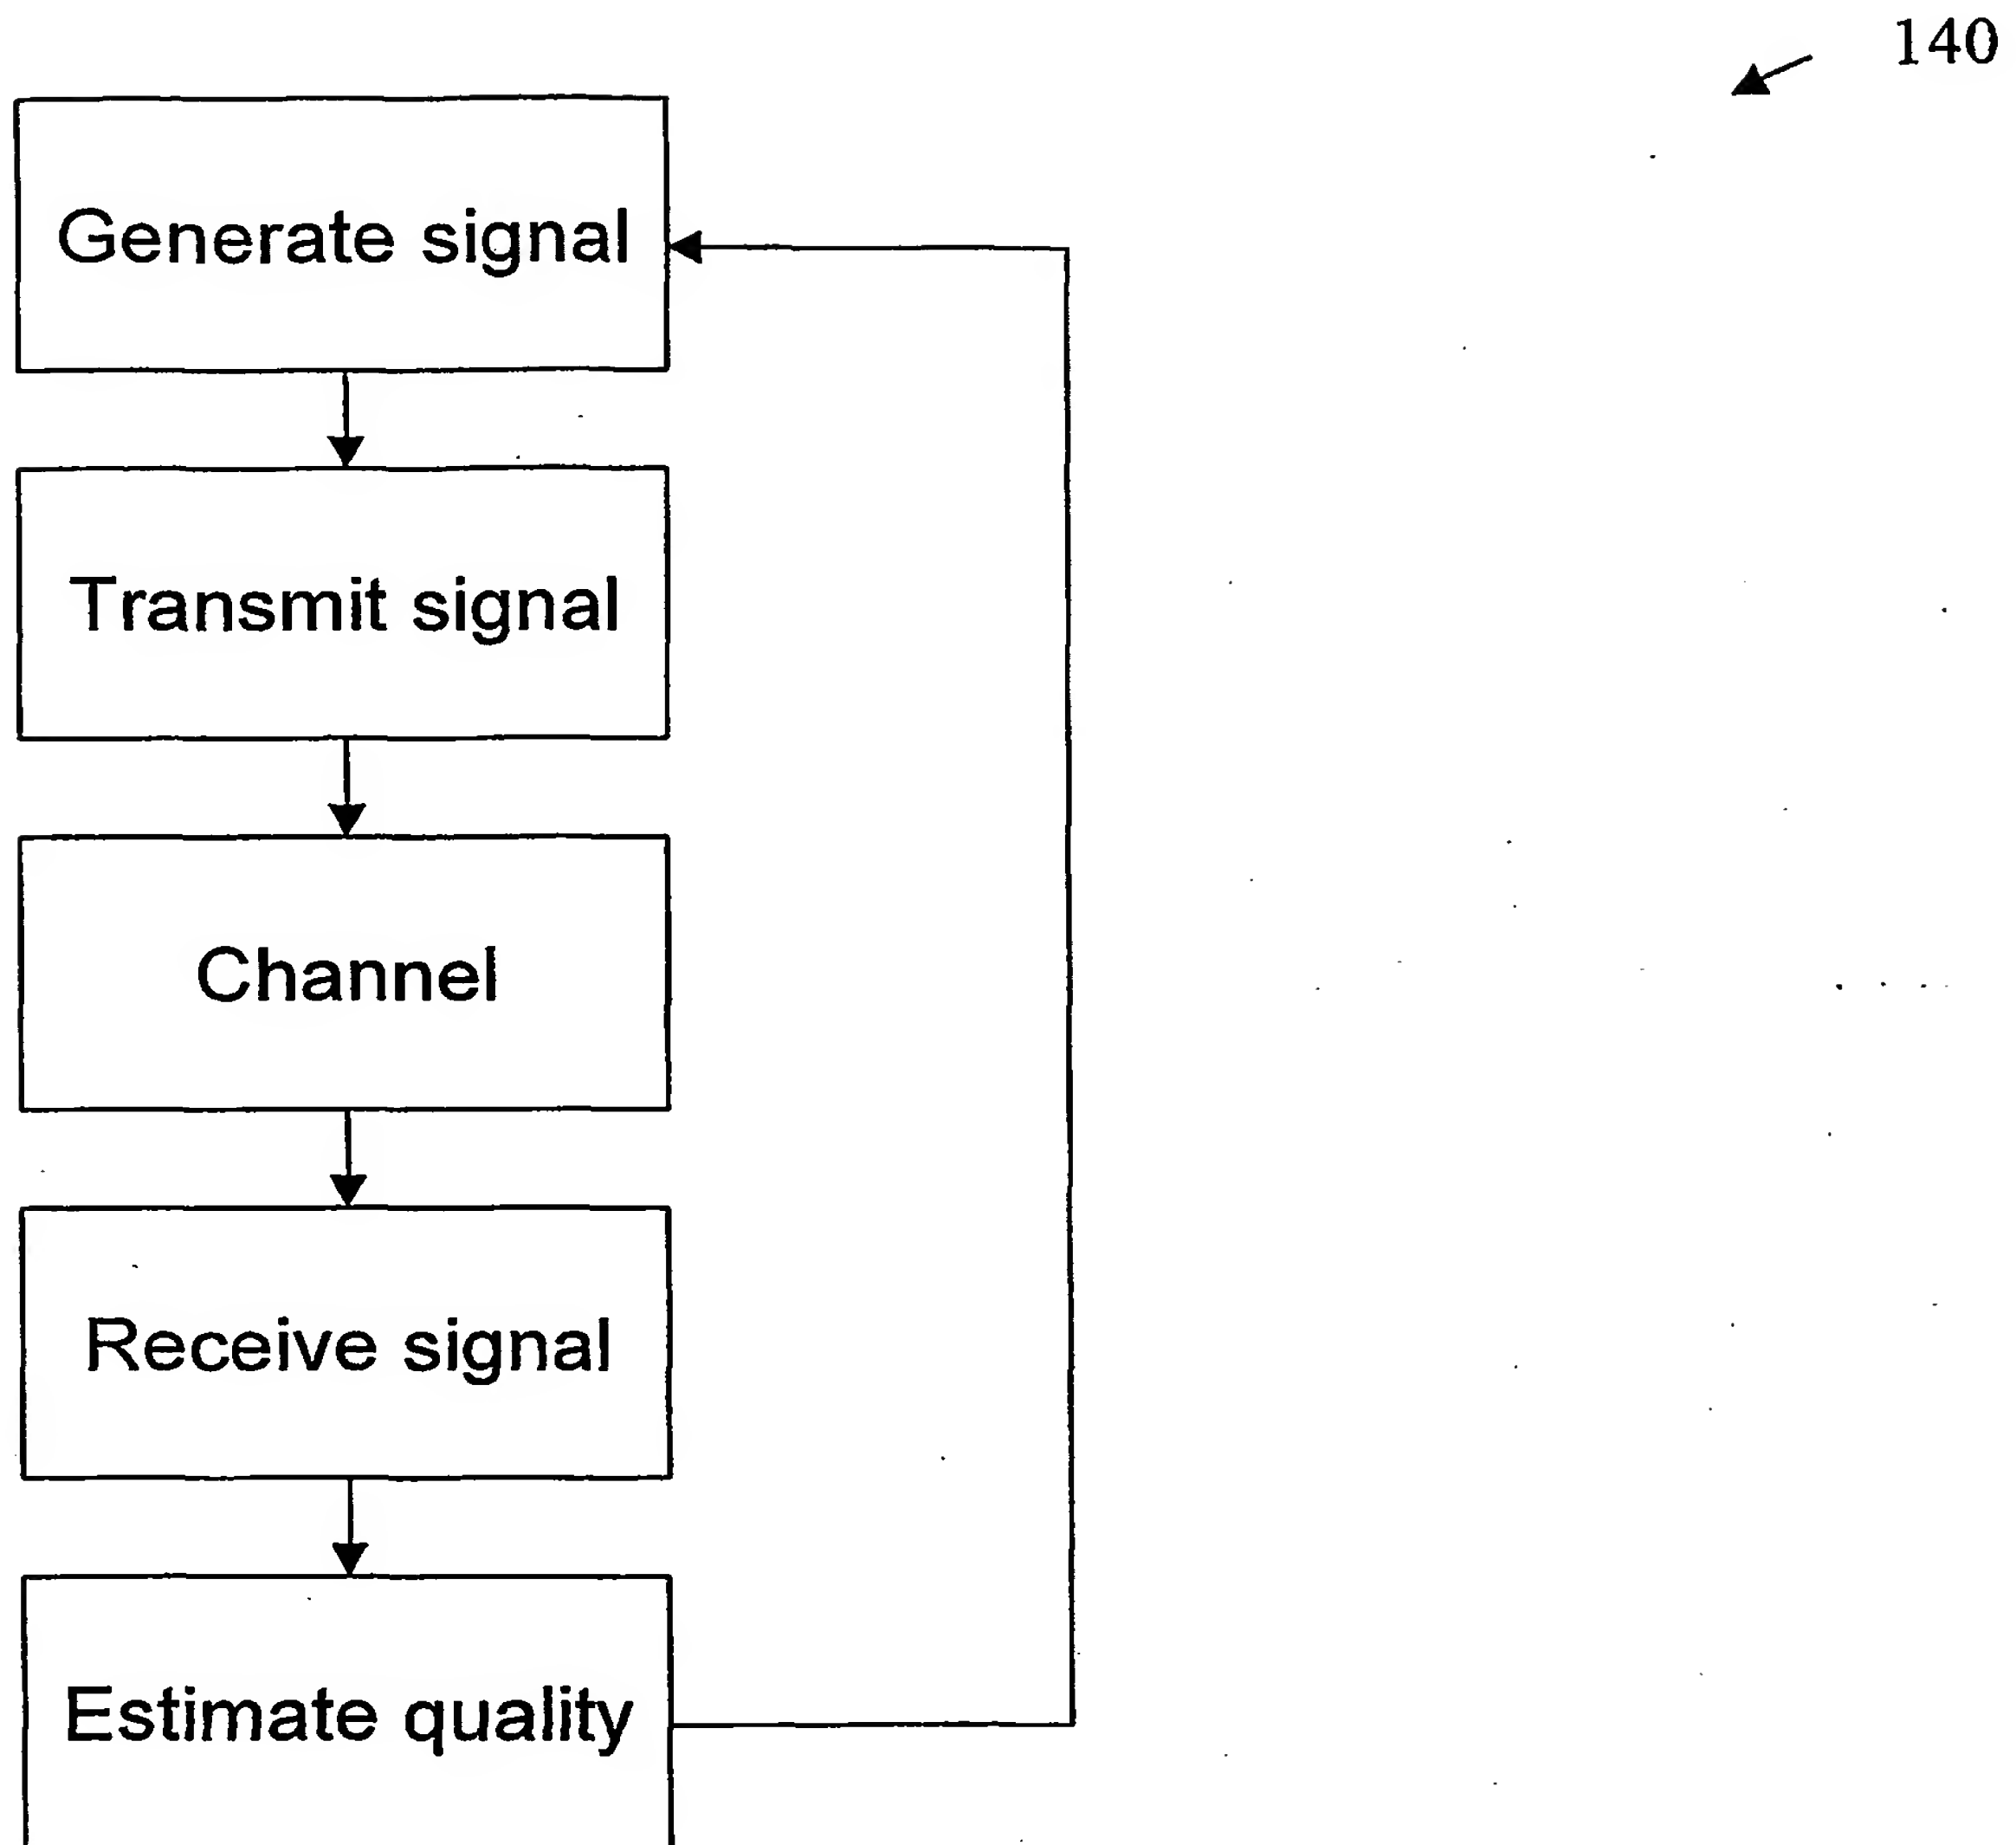 140
Generate signal
Transmit signal
Channel
Receive signal
Estimate quality